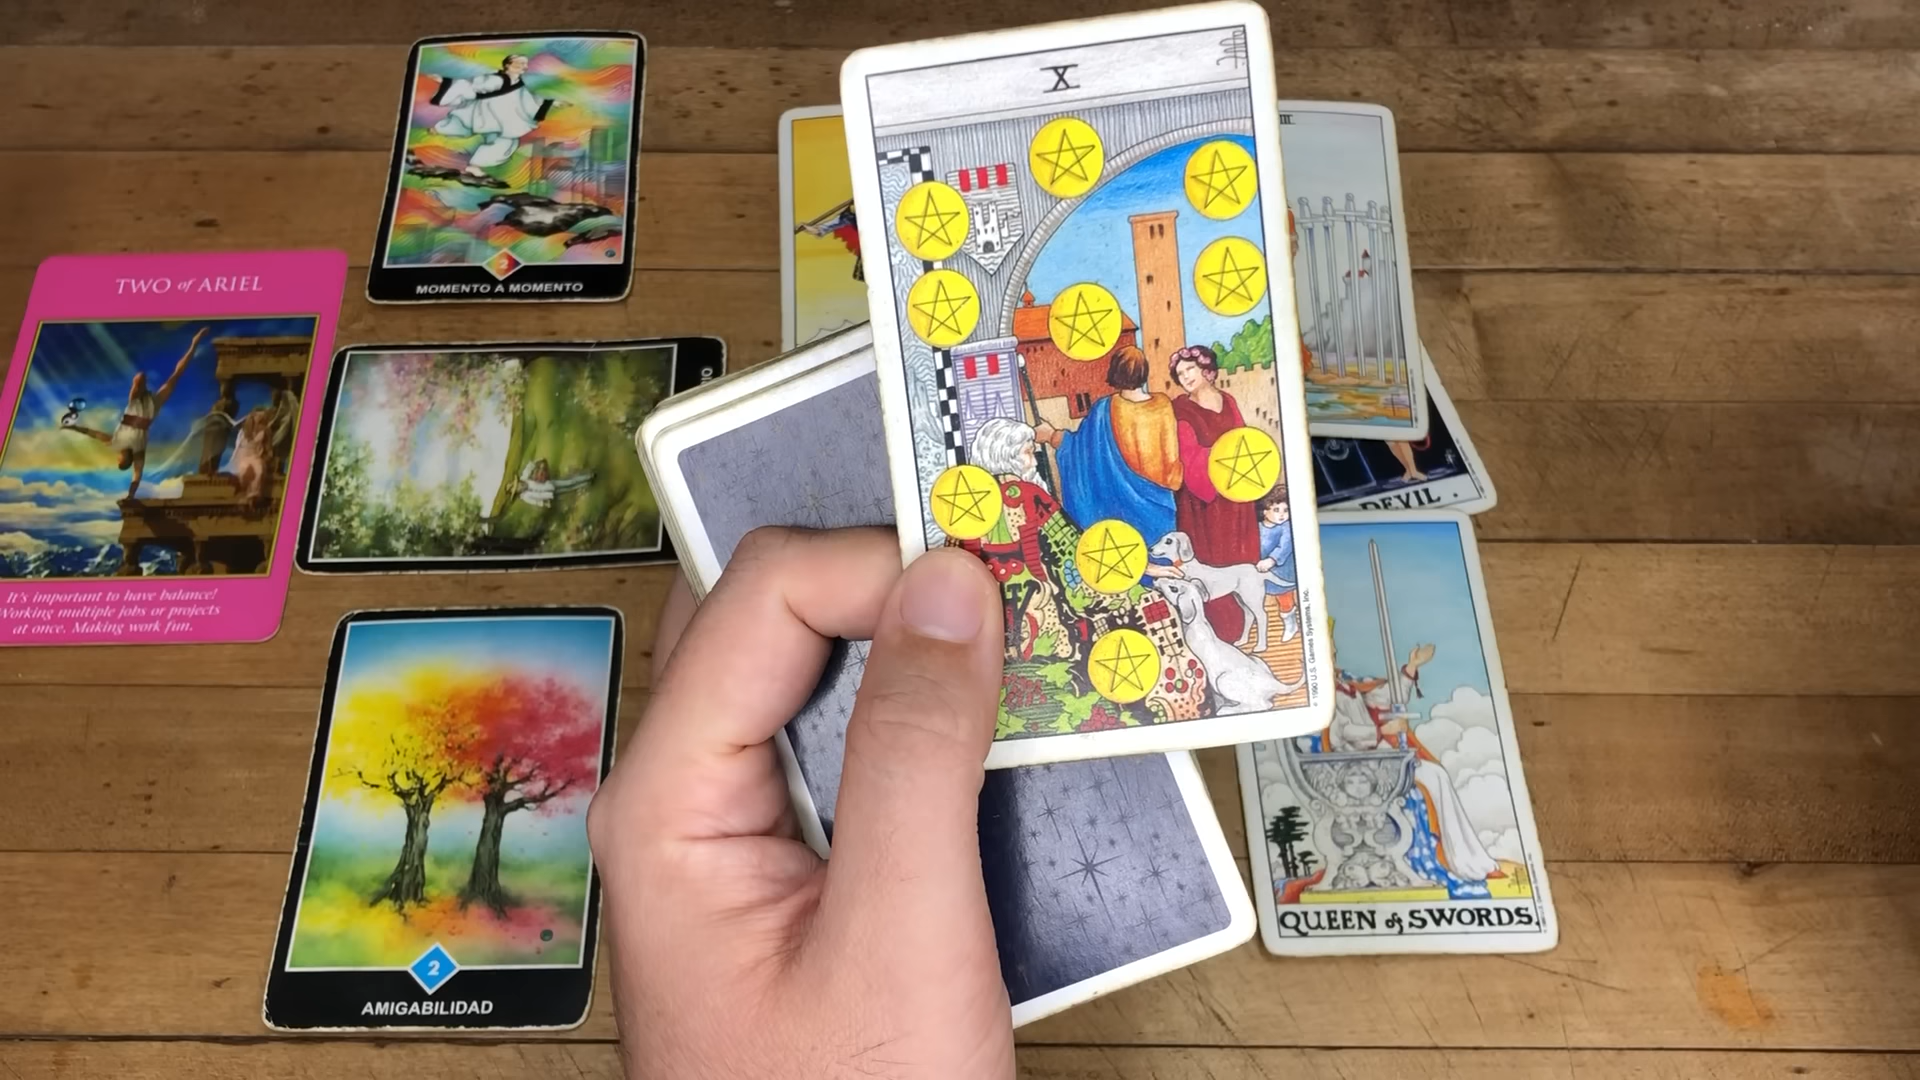 X
TWO of ARIEL
It's important to have balance!
Working multiple jobs or projects
at once. Making work fun.
2
MOMENTO A MOMENTO
2
AMIGABILIDAD
DEVIL.
QUEEN of SWORDS.
© 1990 U.S. Games Systems, Inc.